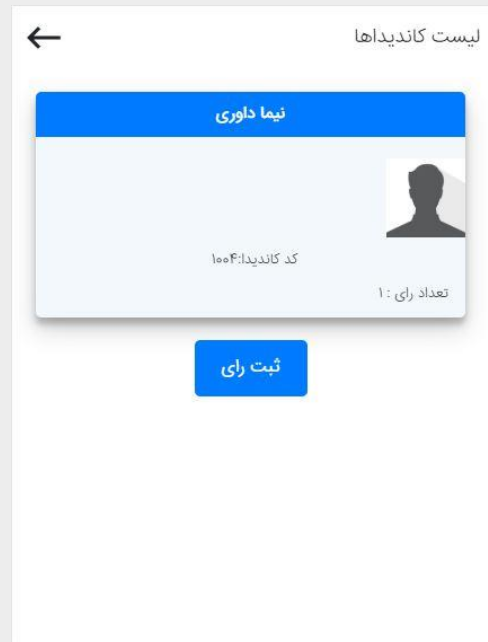 لیست کاندیداها
نیما داوری
کد کاندیدا:۱۰۰۴
تعداد رای : ۱
ثبت رای